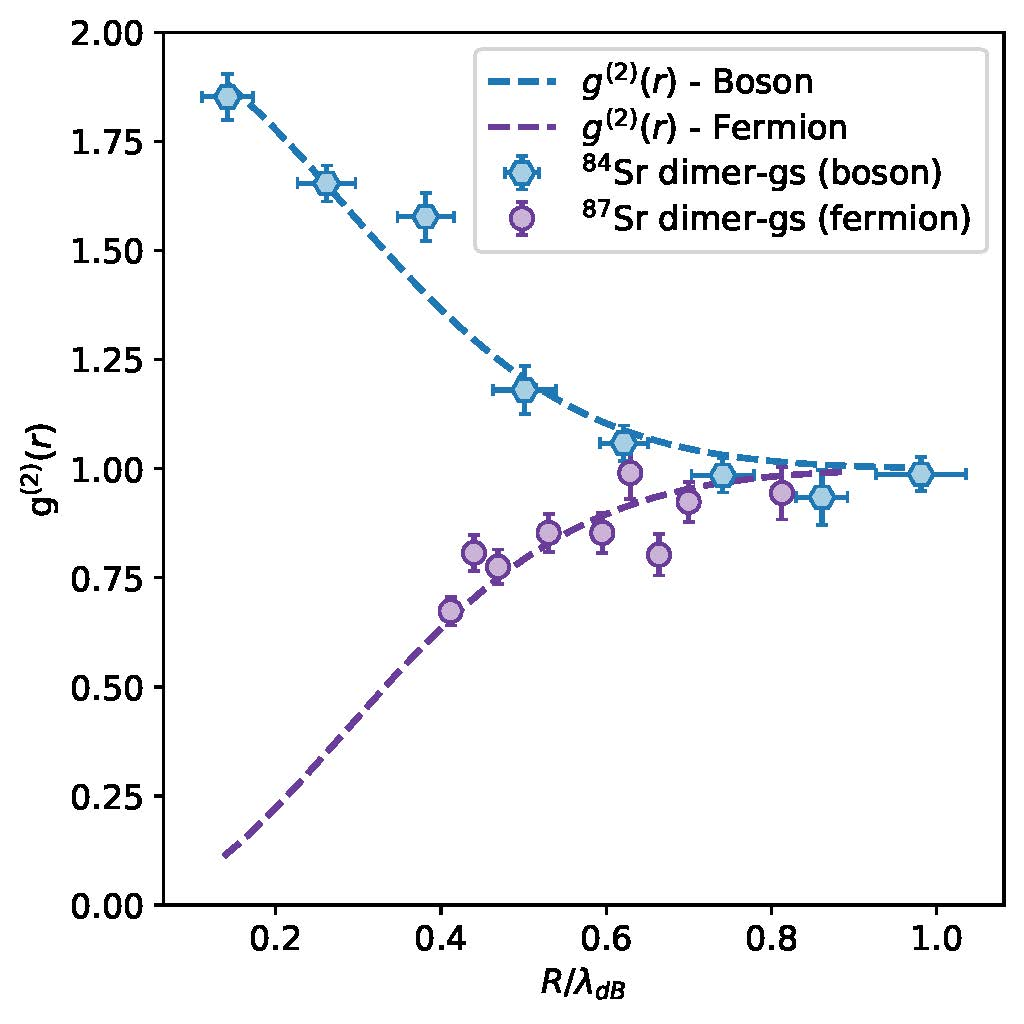 2.00
1.75
1.50
1.25
1.00
0.75
0.50
0.25
0.00
g⁽²⁾(r)
g⁽²⁾(r) - Boson
g⁽²⁾(r) - Fermion
⁸⁴Sr dimer-gs (boson)
⁸⁷Sr dimer-gs (fermion)
0.2 0.4 0.6 0.8 1.0
R/λ_dB